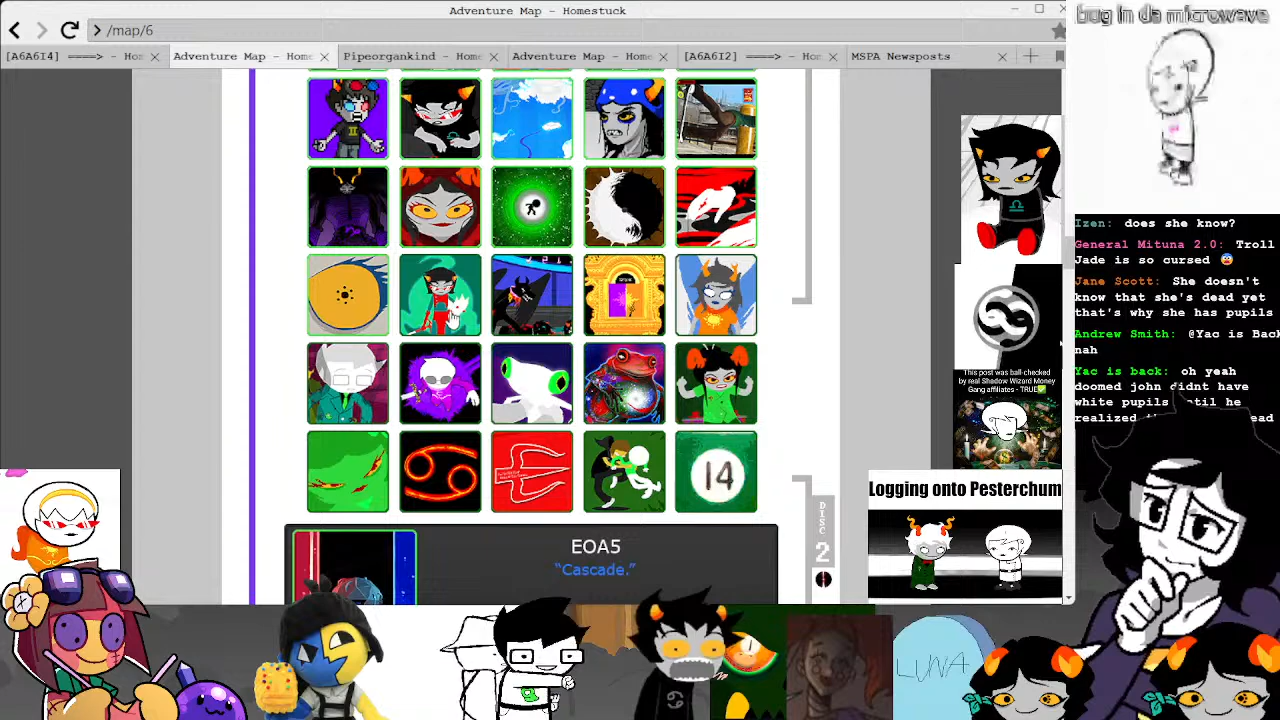 Adventure Map - Homestuck
bug in da microwave
/map/6
[A6A6I4] ====> - Hor
Adventure Map - Home
Pipeorgankind - Home
Adventure Map - Home
[A6A6I2] ====> - Hom
MSPA Newsposts
Izen: does she know?
General Mituna 2.0: Troll
Jade is so cursed 😨
Jane Scott: She doesn't
know that she's dead yet
that's why she has pupils
Andrew Smith: @Yac is Back
nah
Yac is back: oh yeah
doomed john didnt have
white pupils until he
This post was ball-checked
by real Shadow Wizard Money
Gang affiliates - TRUE✅
14
DISC
2
EOA5
"Cascade."
Logging onto Pesterchum
LUNA